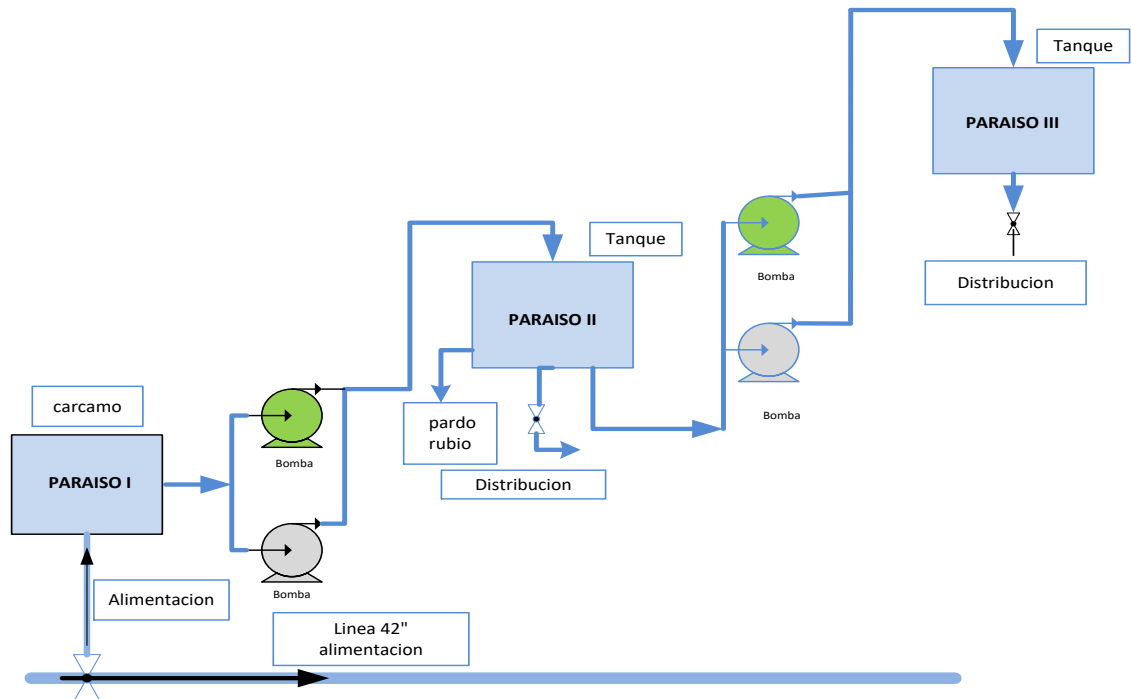 Tanque
PARAISO III
Distribucion
Bomba
Bomba
Tanque
PARAISO II
pardo
rubio
Distribucion
carcamo
PARAISO I
Bomba
Bomba
Alimentacion
Linea 42"
alimentacion